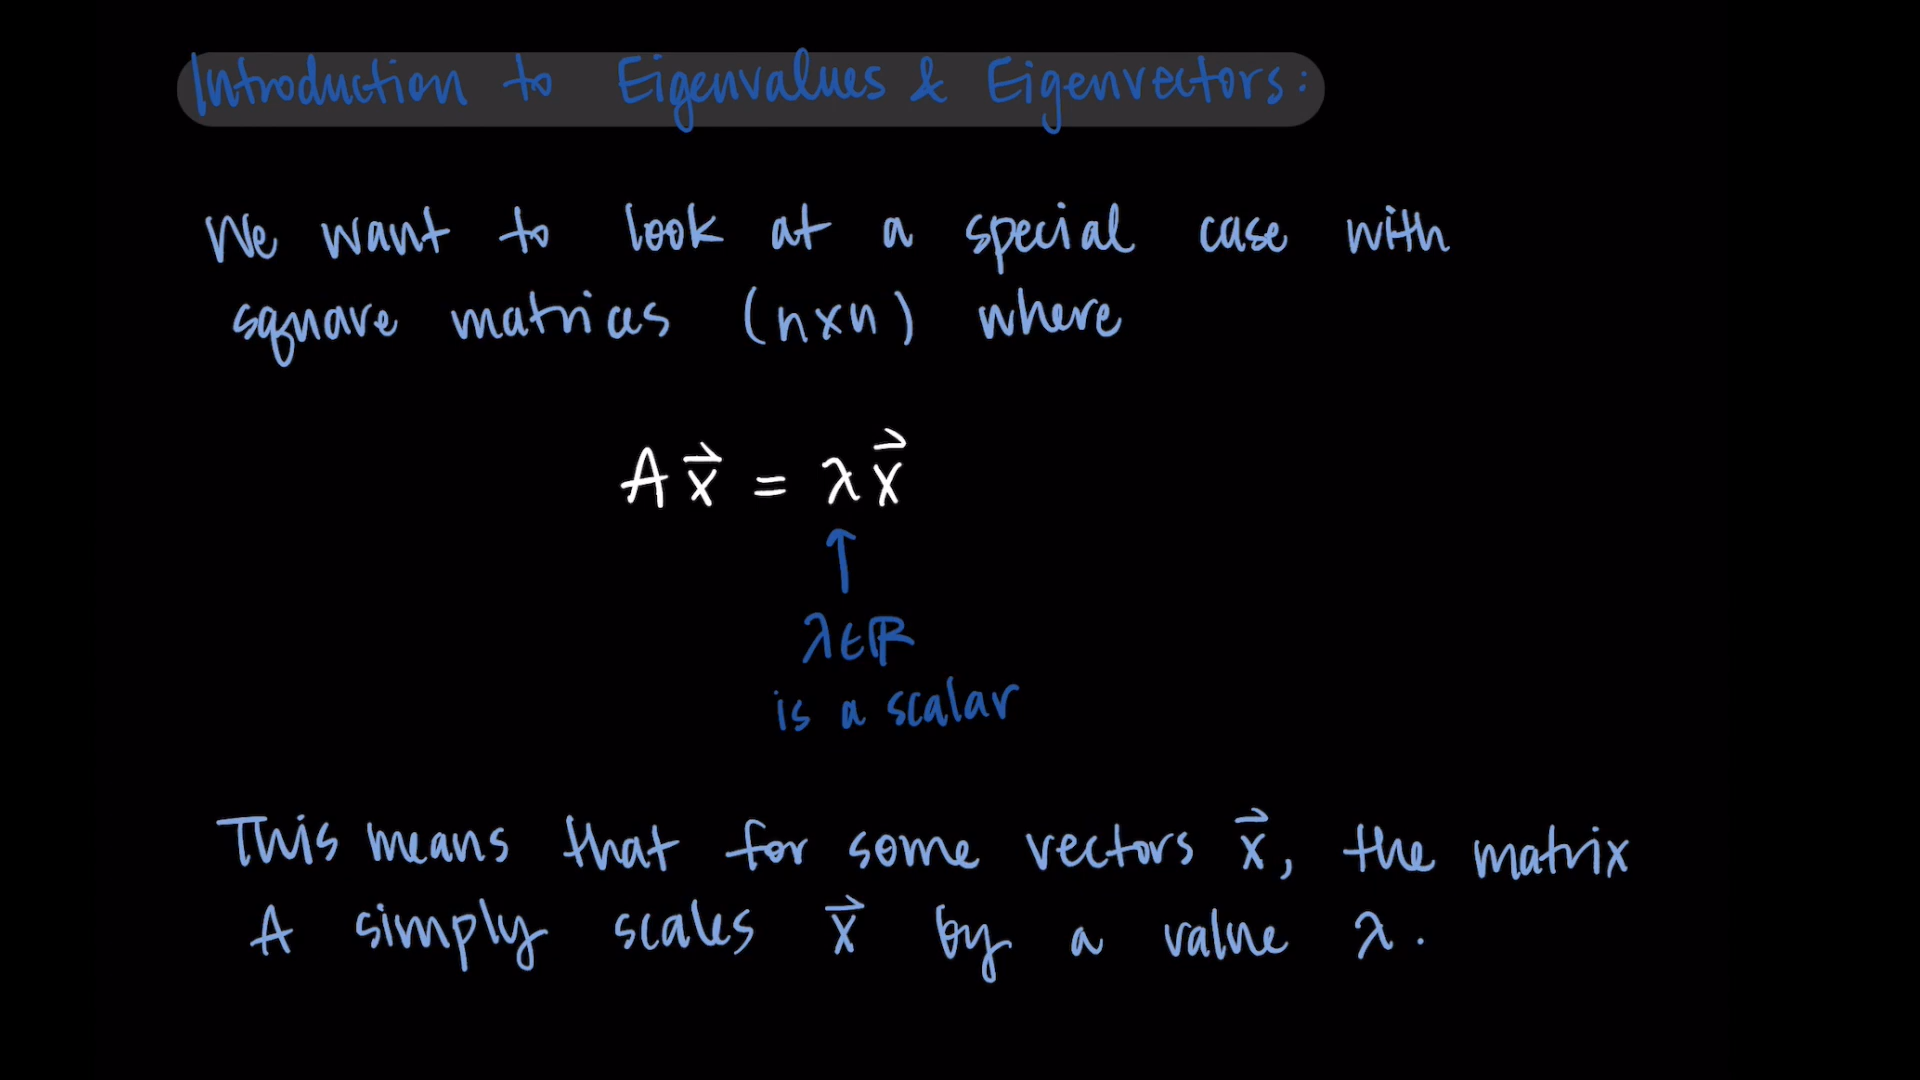 Introduction to Eigenvalues & Eigenvectors:
We want to look at a special case with
square matrices (n×n) where
A x⃗ = λ x⃗
↑
λ∈ℝ
is a scalar
This means that for some vectors x⃗, the matrix
A simply scales x⃗ by a value λ.